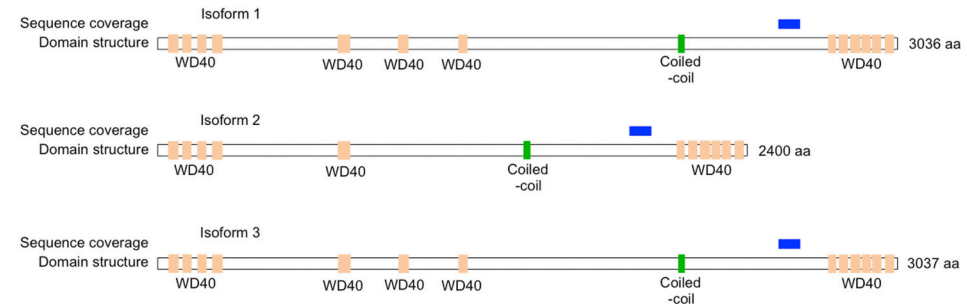 Isoform 1
Sequence coverage
Domain structure
3036 aa
WD40 WD40 WD40 WD40 Coiled WD40
-coil
Isoform 2
Sequence coverage
Domain structure
2400 aa
WD40 WD40 Coiled WD40
-coil
Isoform 3
Sequence coverage
Domain structure
3037 aa
WD40 WD40 WD40 WD40 Coiled WD40
-coil